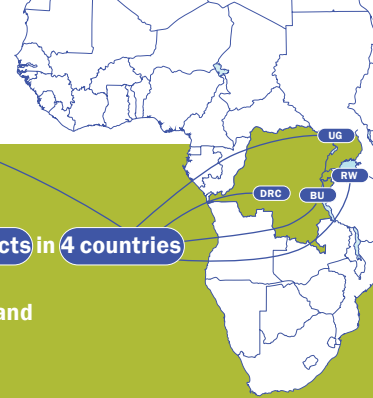 UG
RW
DRC
BU
cts in 4 countries
and